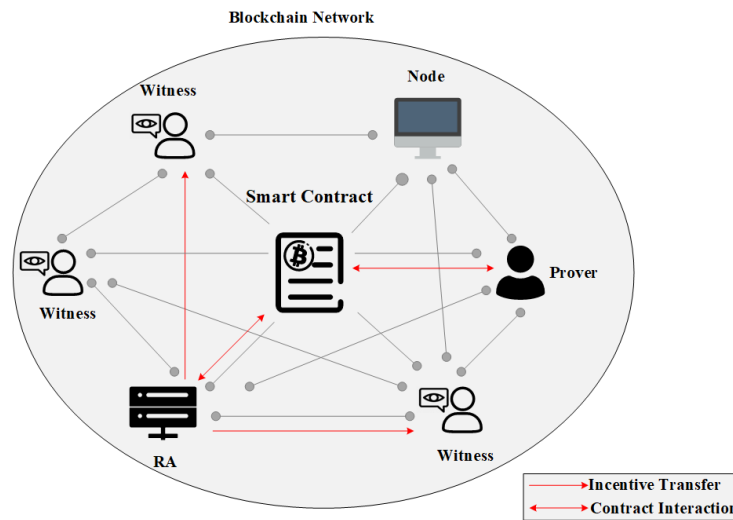 Blockchain Network
Witness
Node
Smart Contract
Witness
Prover
RA
Witness
Incentive Transfer
Contract Interaction